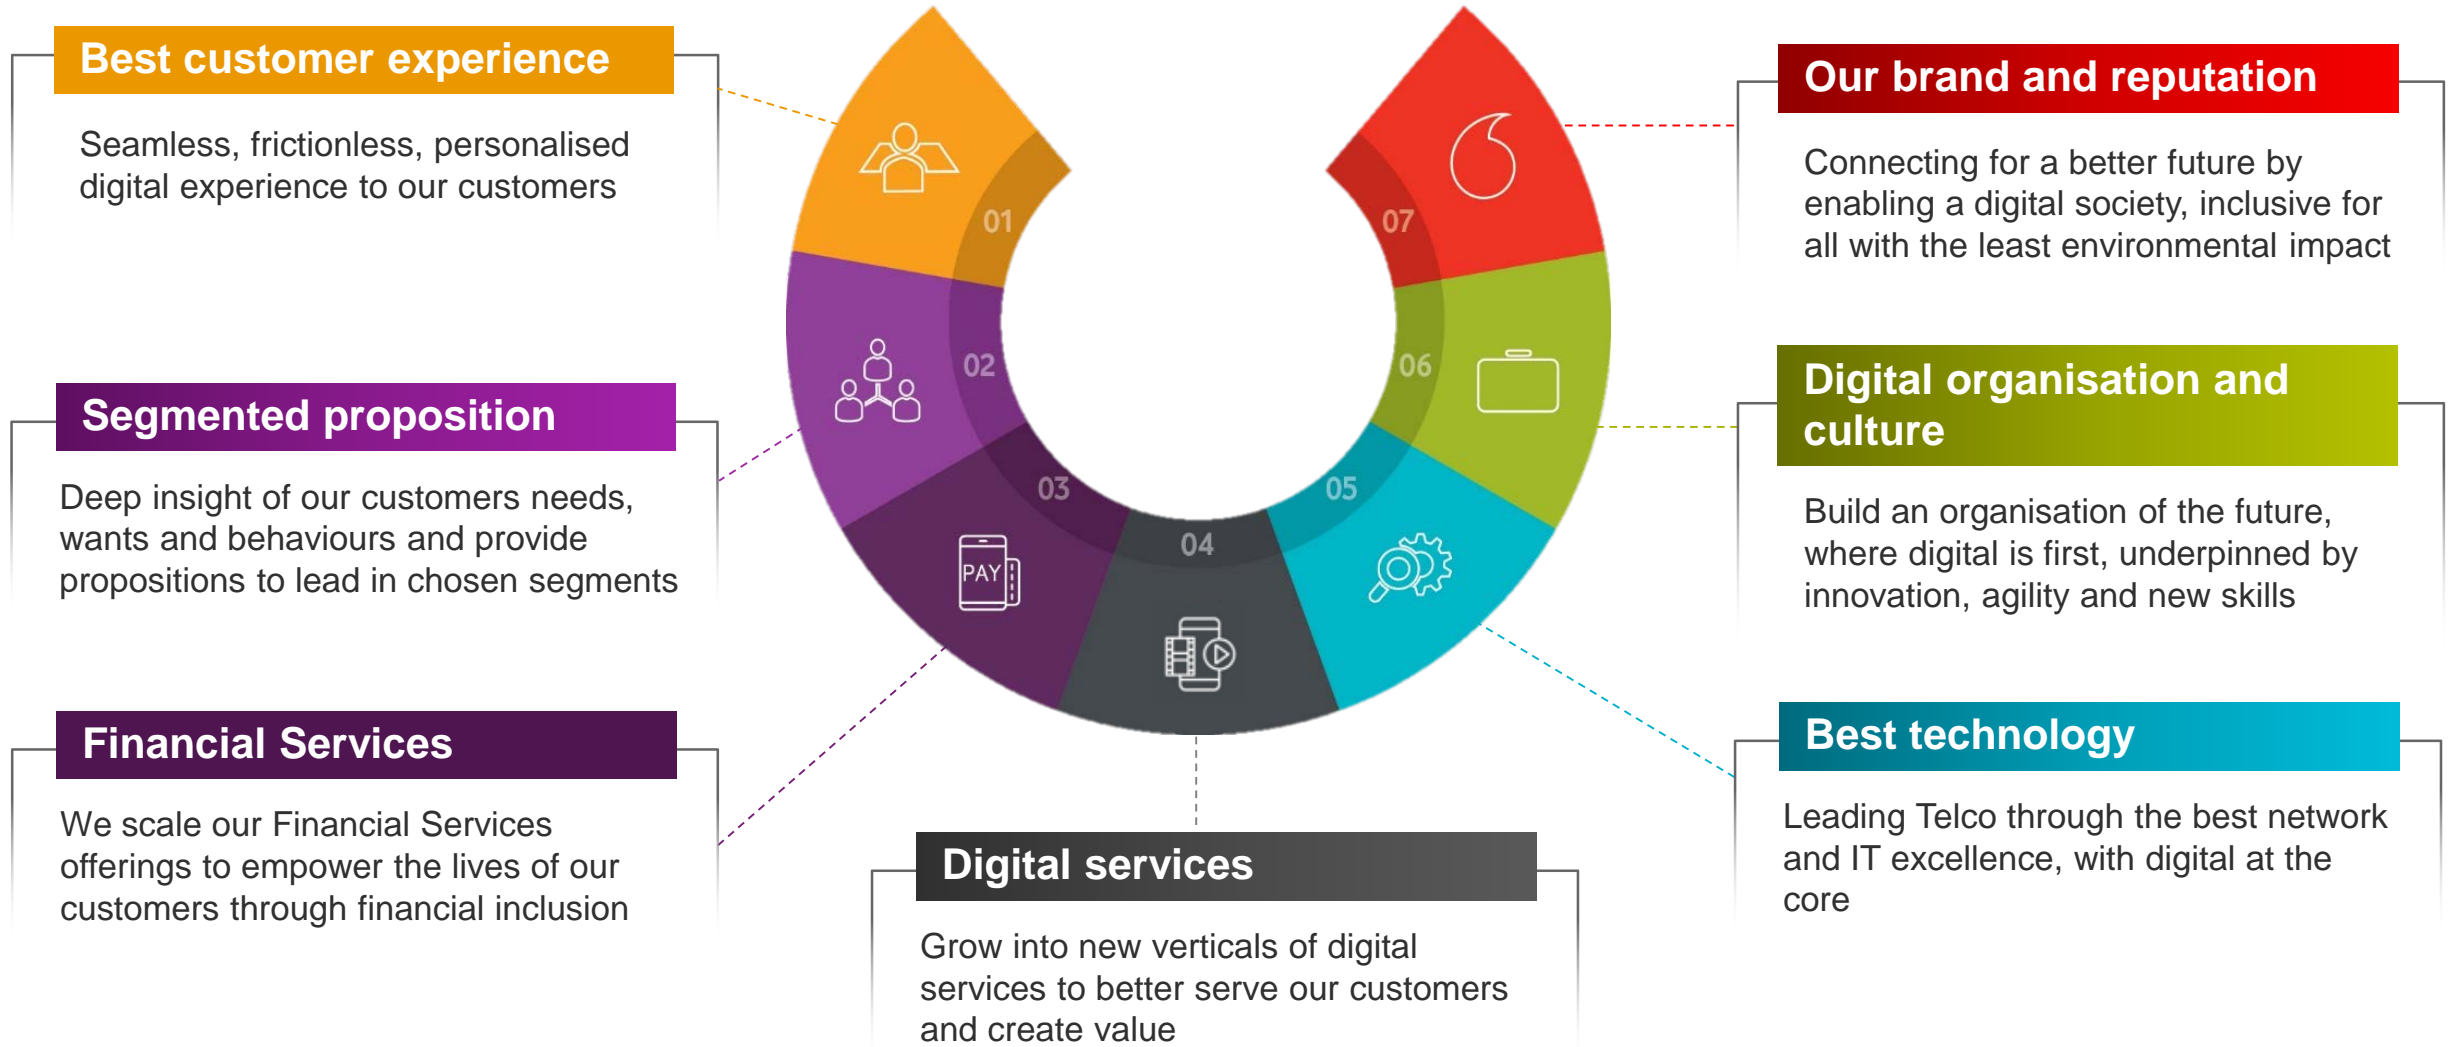 Best customer experience
Seamless, frictionless, personalised
digital experience to our customers
Segmented proposition
Deep insight of our customers needs,
wants and behaviours and provide
propositions to lead in chosen segments
Financial Services
We scale our Financial Services
offerings to empower the lives of our
customers through financial inclusion
01
02
03
PAY
04
05
06
07
Digital services
Grow into new verticals of digital
services to better serve our customers
and create value
Our brand and reputation
Connecting for a better future by
enabling a digital society, inclusive for
all with the least environmental impact
Digital organisation and
culture
Build an organisation of the future,
where digital is first, underpinned by
innovation, agility and new skills
Best technology
Leading Telco through the best network
and IT excellence, with digital at the
core